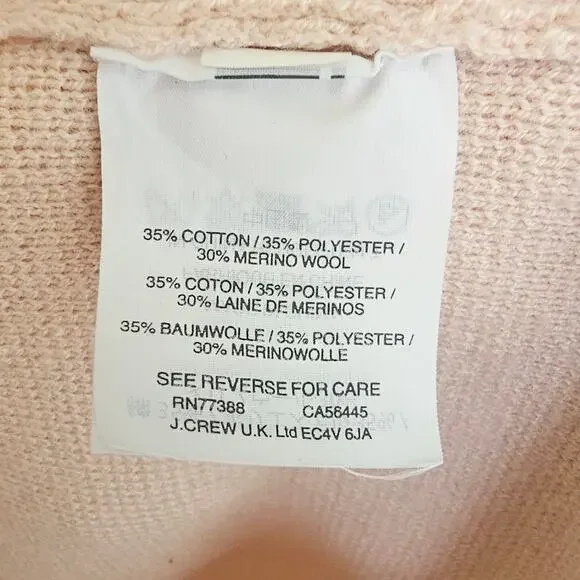 35% COTTON / 35% POLYESTER /
30% MERINO WOOL
35% COTON / 35% POLYESTER /
30% LAINE DE MERINOS
35% BAUMWOLLE / 35% POLYESTER /
30% MERINOWOLLE
SEE REVERSE FOR CARE
RN77388 CA56445
J.CREW U.K. Ltd EC4V 6JA